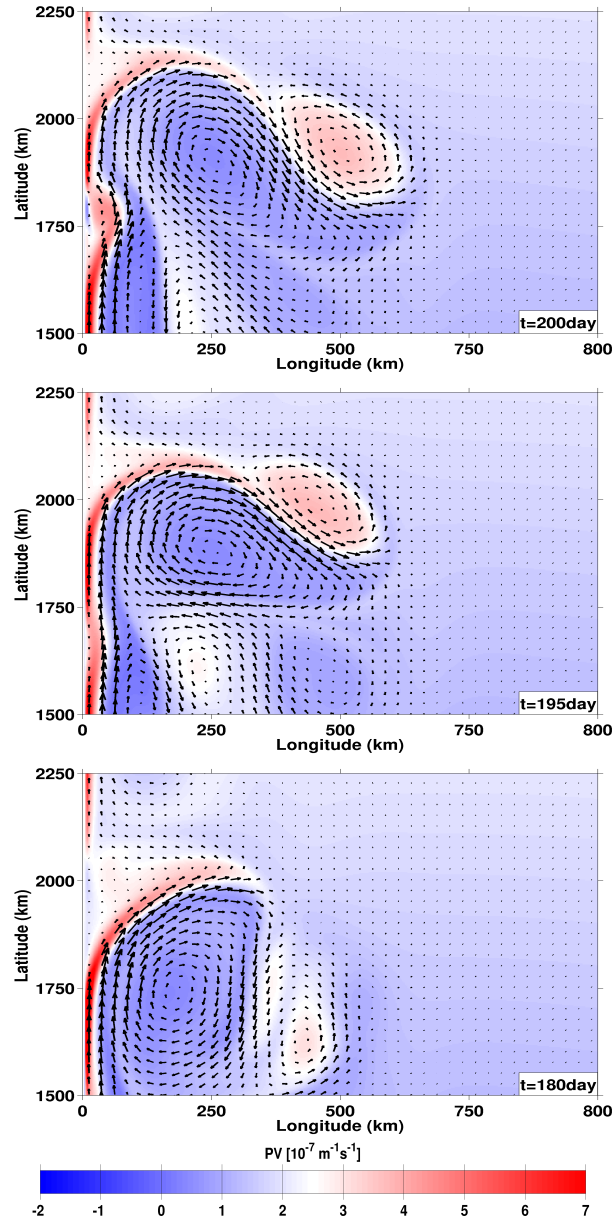 2250
2000
1750
1500
Latitude (km)
t=200day
0 250 500 750 800
Longitude (km)
2250
2000
1750
1500
Latitude (km)
t=195day
0 250 500 750 800
Longitude (km)
2250
2000
1750
1500
Latitude (km)
t=180day
0 250 500 750 800
Longitude (km)
PV [10⁻⁷ m⁻¹s⁻¹]
-2 -1 0 1 2 3 4 5 6 7